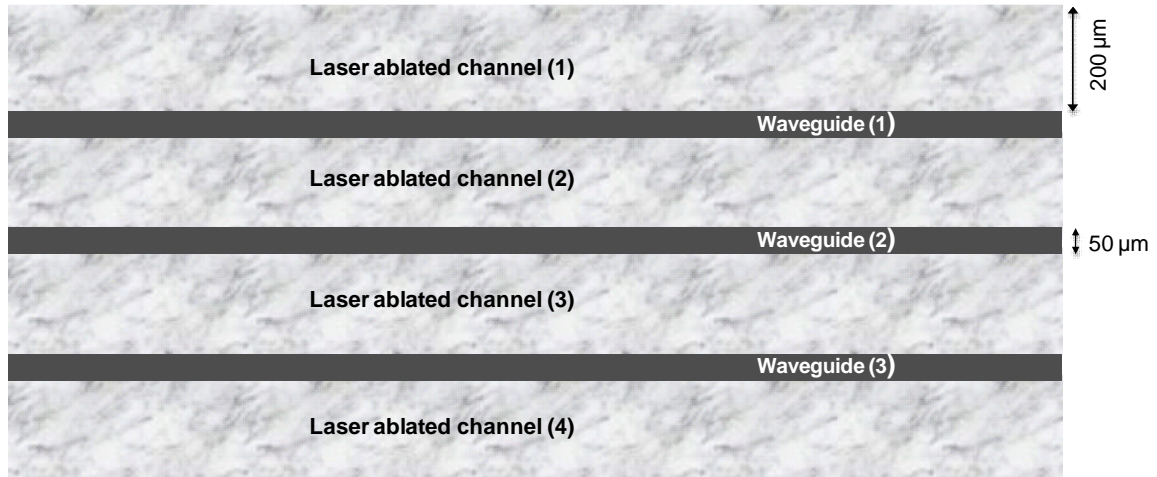 Laser ablated channel (1)
200 µm
Waveguide (1)
Laser ablated channel (2)
Waveguide (2)
50 µm
Laser ablated channel (3)
Waveguide (3)
Laser ablated channel (4)